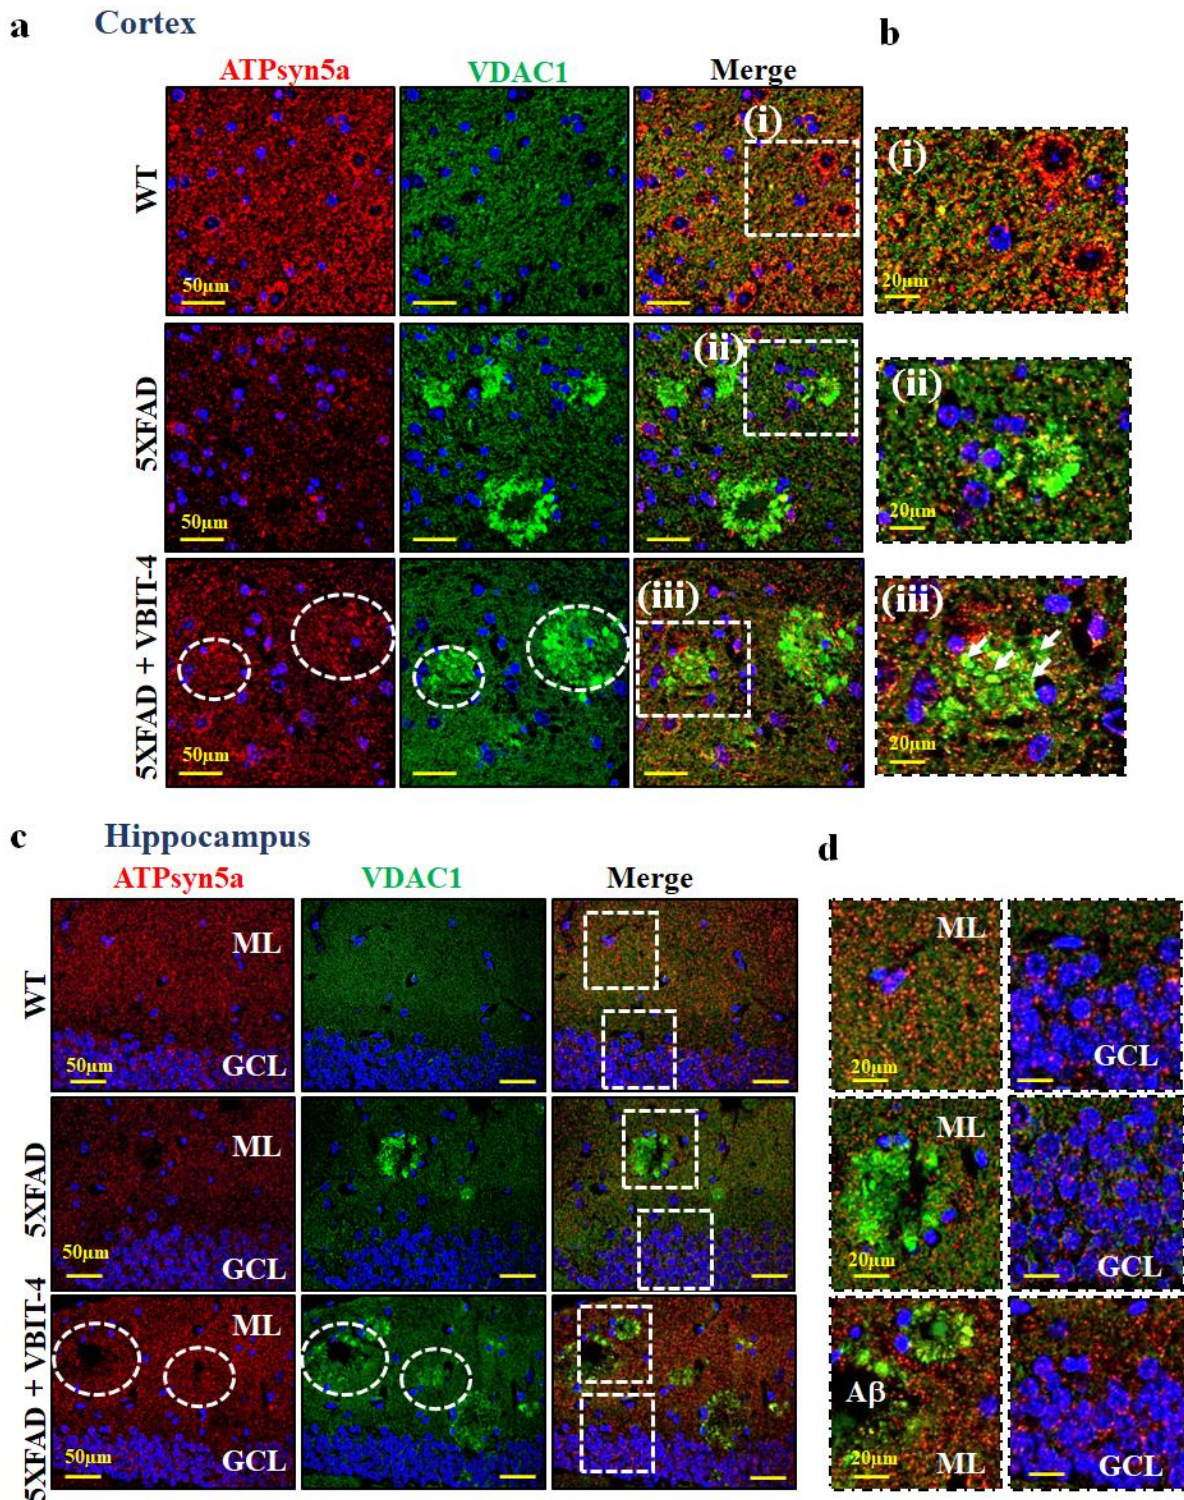 a Cortex b
ATPsyn5a VDAC1 Merge
WT
(i)
50μm
(i)
20μm
5XFAD
(ii)
50μm
(ii)
20μm
5XFAD + VBIT-4
(iii)
50μm
(iii)
20μm
c Hippocampus d
ATPsyn5a VDAC1 Merge
WT
ML
50μm GCL
ML
20μm
GCL
5XFAD
ML
50μm GCL
ML
20μm
GCL
5XFAD + VBIT-4
ML
50μm GCL
Aβ
20μm ML
GCL